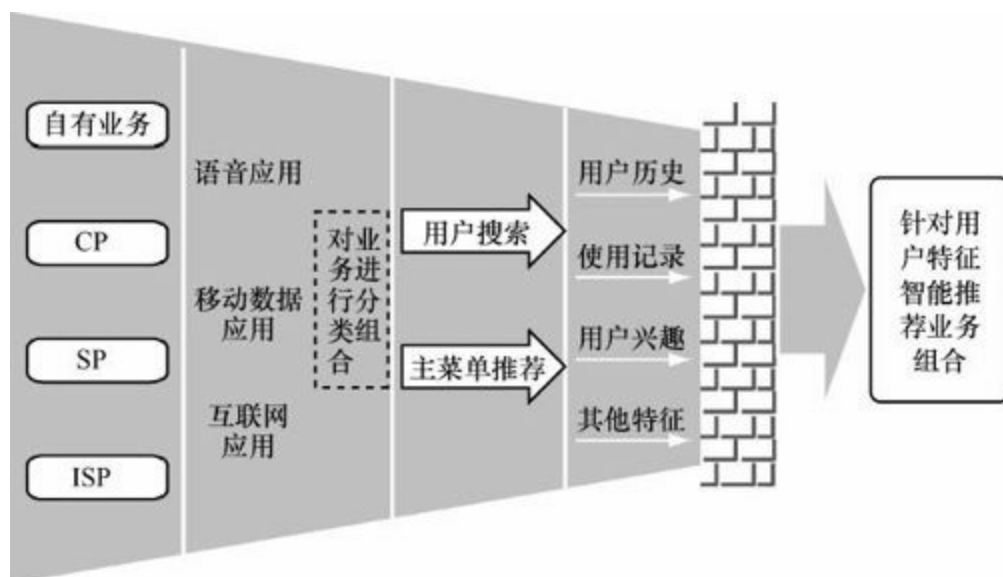 自有业务
CP
SP
ISP
语音应用
移动数据
应用
互联网
应用
对业
务进
行分
类组
合
用户搜索
主菜单推荐
用户历史
使用记录
用户兴趣
其他特征
针对用
户特征
智能推
荐业务
组合